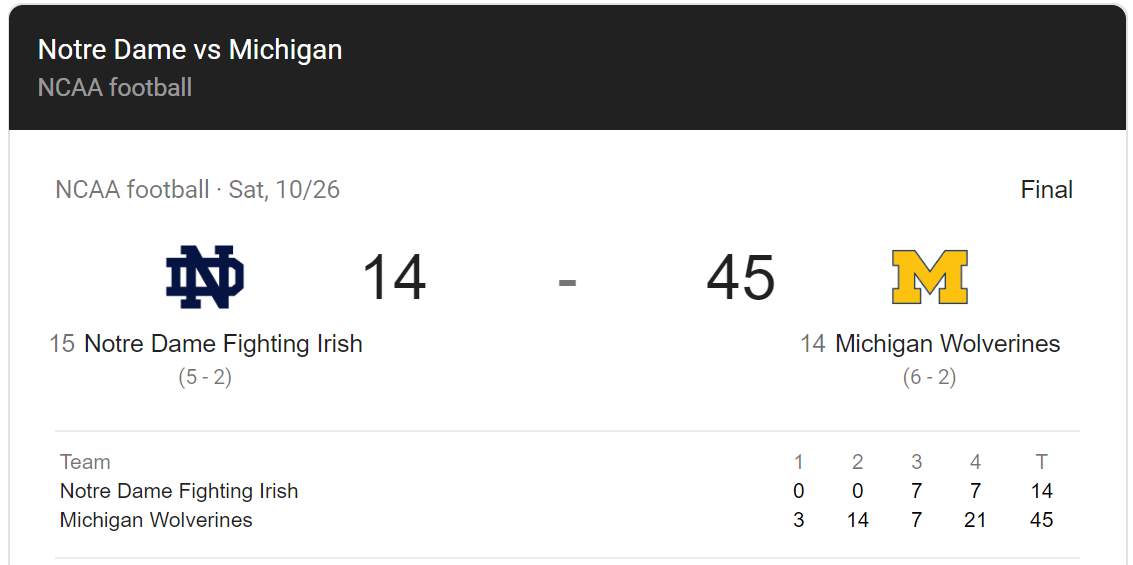 Notre Dame vs Michigan
NCAA football
NCAA football · Sat, 10/26 Final
ND 14 - 45 M
15 Notre Dame Fighting Irish 14 Michigan Wolverines
(5 - 2) (6 - 2)
Team 1 2 3 4 T
Notre Dame Fighting Irish 0 0 7 7 14
Michigan Wolverines 3 14 7 21 45